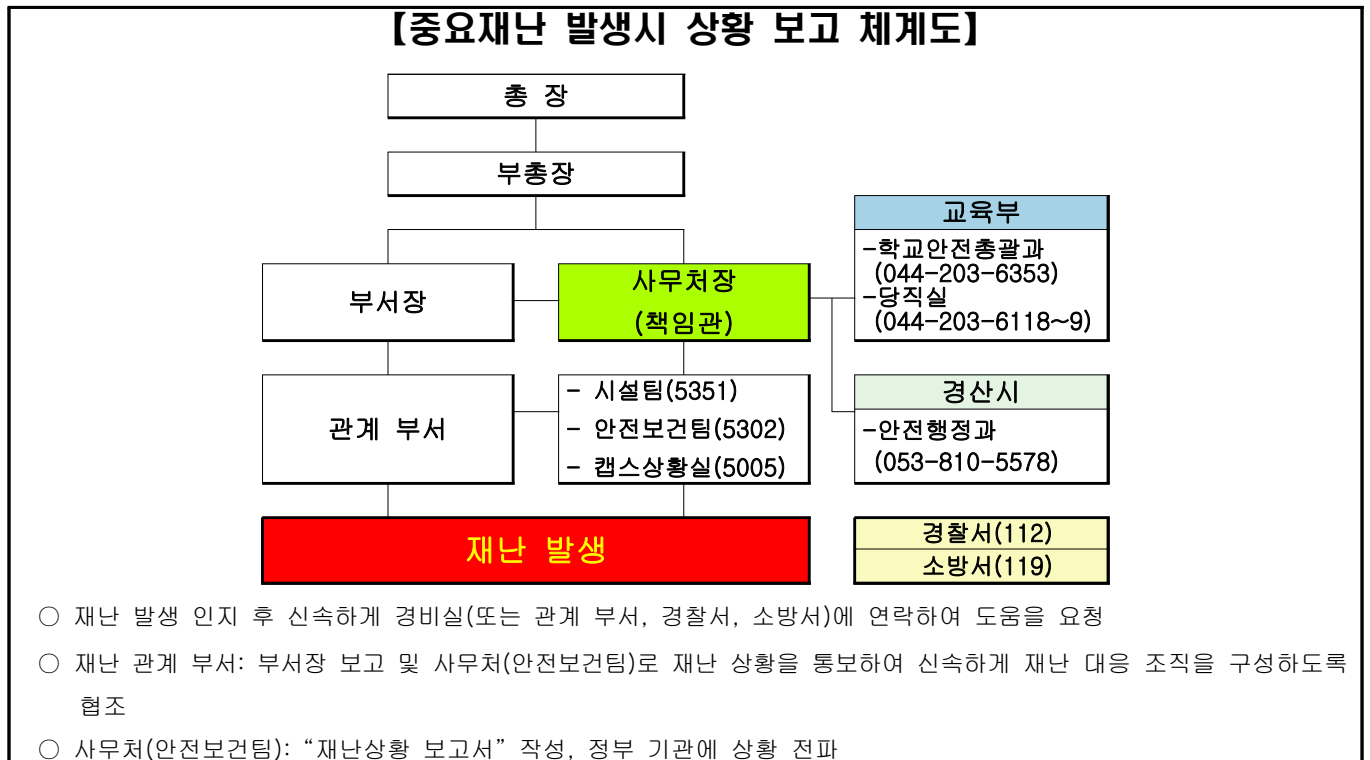 【중요재난 발생시 상황 보고 체계도】
총 장
부총장
부서장
사무처장
(책임관)
교육부
-학교안전총괄과
(044-203-6353)
-당직실
(044-203-6118~9)
관계 부서
- 시설팀(5351)
- 안전보건팀(5302)
- 캡스상황실(5005)
경산시
-안전행정과
(053-810-5578)
재난 발생
경찰서(112)
소방서(119)
○ 재난 발생 인지 후 신속하게 경비실(또는 관계 부서, 경찰서, 소방서)에 연락하여 도움을 요청
○ 재난 관계 부서: 부서장 보고 및 사무처(안전보건팀)로 재난 상황을 통보하여 신속하게 재난 대응 조직을 구성하도록
협조
○ 사무처(안전보건팀): “재난상황 보고서” 작성, 정부 기관에 상황 전파